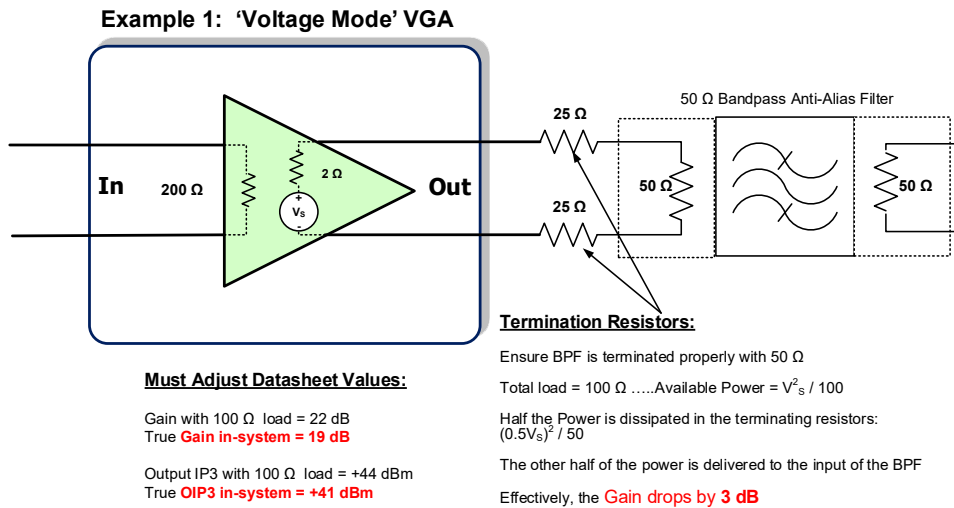 Example 1: ‘Voltage Mode’ VGA
In
200 Ω
2 Ω
+
Vs
-
Out
25 Ω
25 Ω
50 Ω Bandpass Anti-Alias Filter
50 Ω
50 Ω
Termination Resistors:
Ensure BPF is terminated properly with 50 Ω
Total load = 100 Ω …..Available Power = V²s / 100
Half the Power is dissipated in the terminating resistors:
(0.5Vs)² / 50
The other half of the power is delivered to the input of the BPF
Effectively, the Gain drops by 3 dB
Must Adjust Datasheet Values:
Gain with 100 Ω load = 22 dB
True Gain in-system = 19 dB
Output IP3 with 100 Ω load = +44 dBm
True OIP3 in-system = +41 dBm